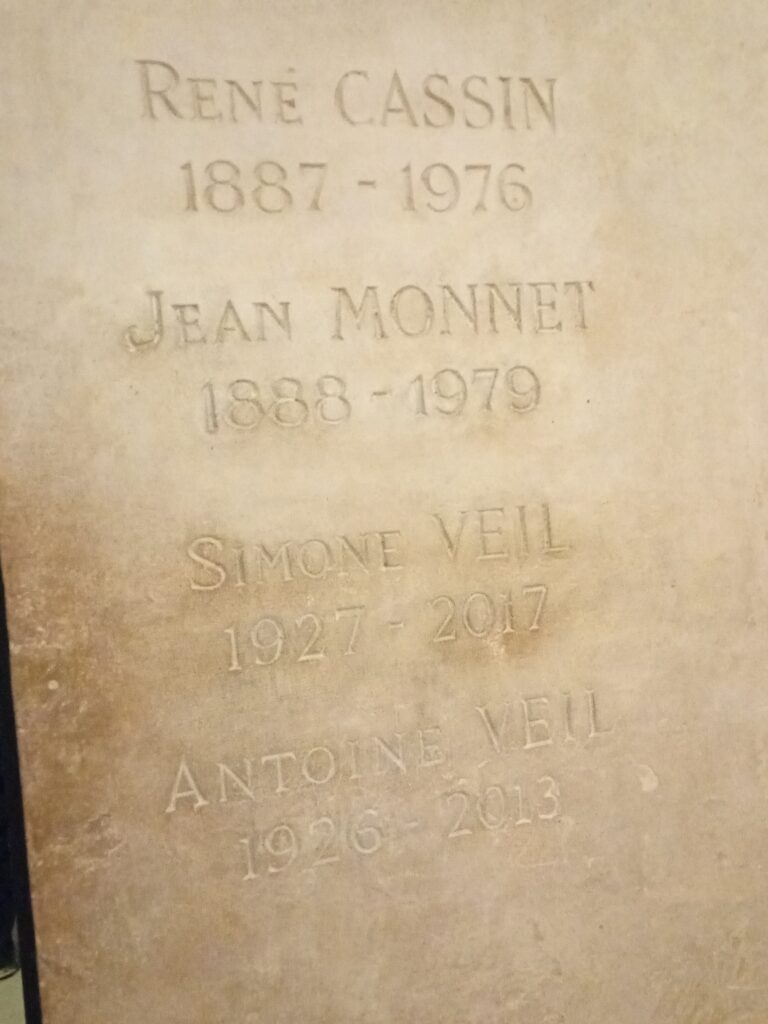 RENÉ CASSIN
1887 - 1976
JEAN MONNET
1888 - 1979
SIMONE VEIL
1927 - 2017
ANTOINE VEIL
1926 - 2013